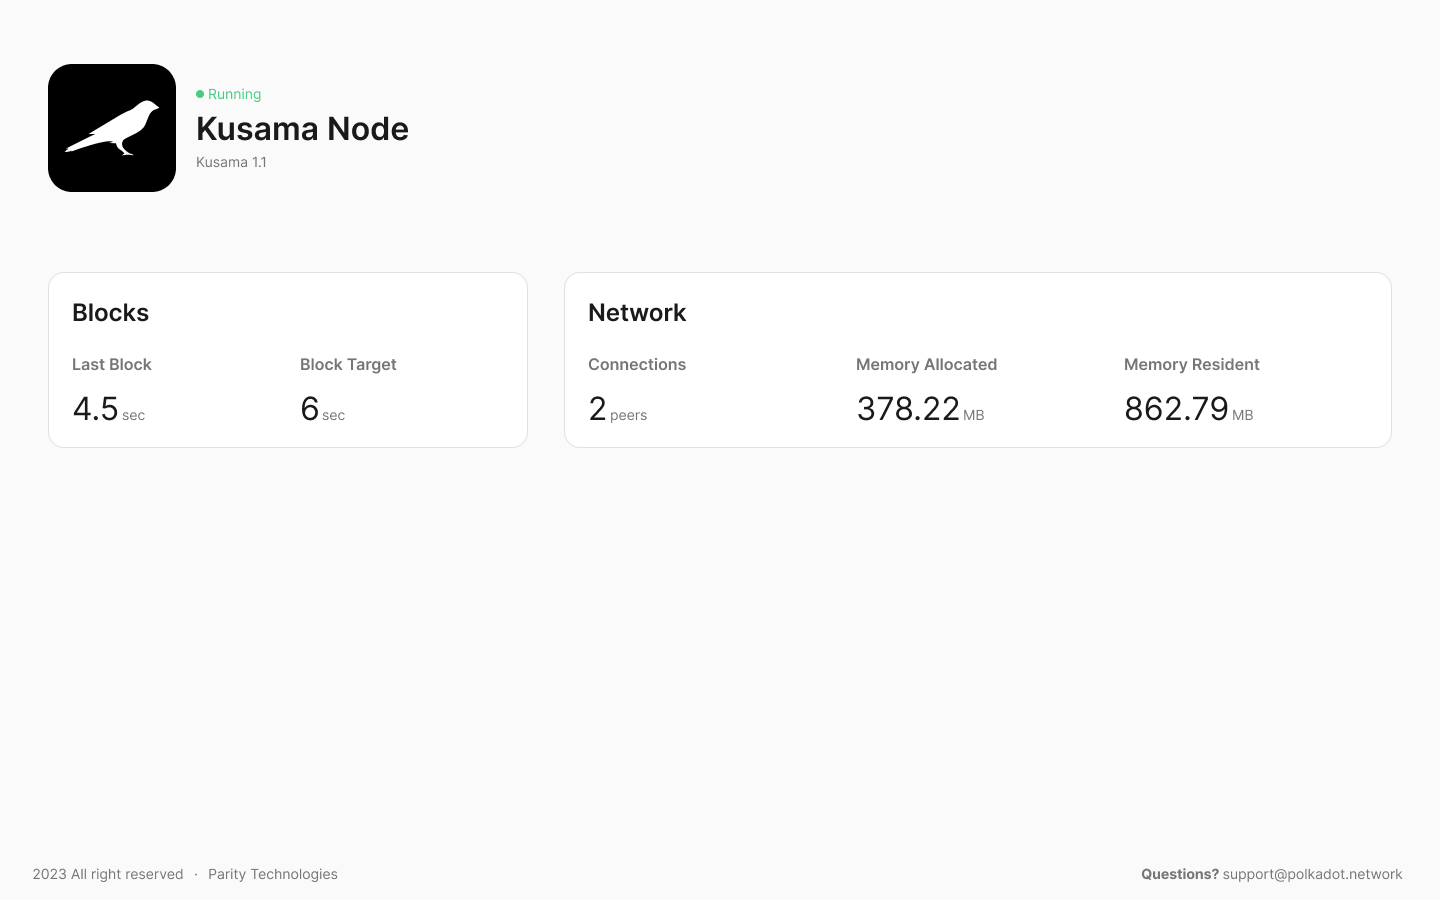 Running
Kusama Node
Kusama 1.1
Blocks
Last Block Block Target
4.5 sec 6 sec
Network
Connections Memory Allocated Memory Resident
2 peers 378.22 MB 862.79 MB
2023 All right reserved · Parity Technologies
Questions? support@polkadot.network